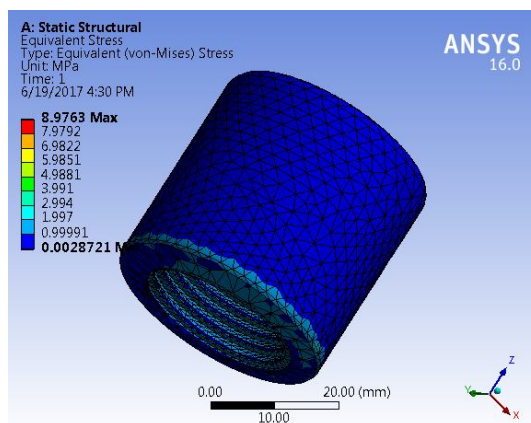 A: Static Structural
Equivalent Stress
Type: Equivalent (von-Mises) Stress
Unit: MPa
Time: 1
6/19/2017 4:30 PM
ANSYS
16.0
8.9763 Max
7.9792
6.9822
5.9851
4.9881
3.991
2.994
1.997
0.99991
0.0028721 M
0.00 20.00 (mm)
10.00
Z
Y
X